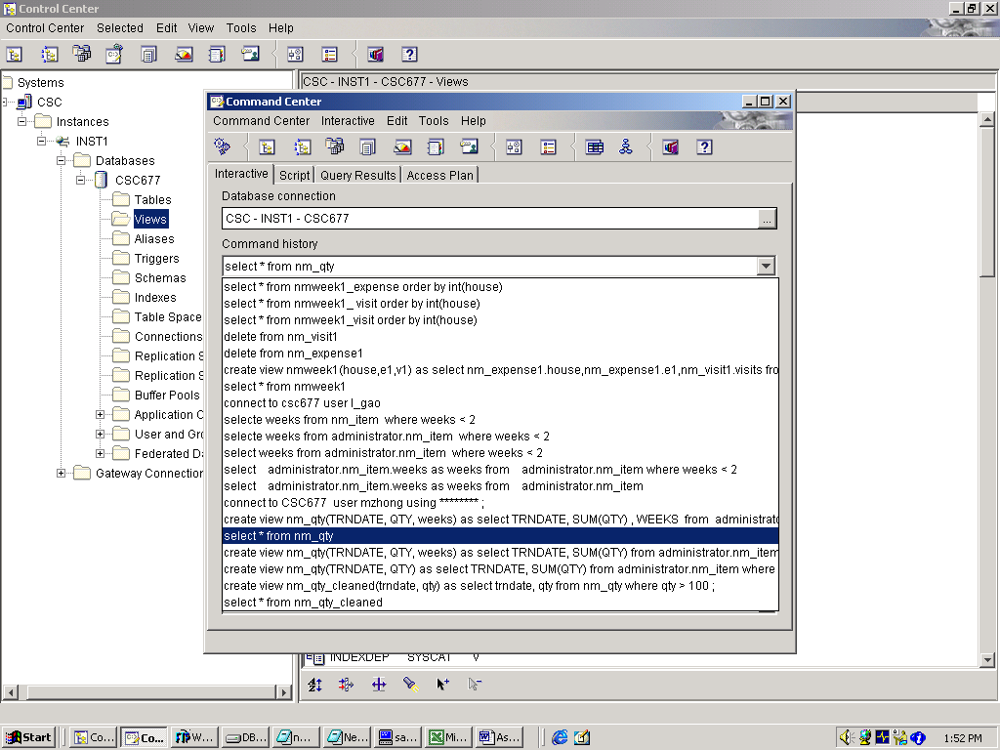 Control Center
Control Center Selected Edit View Tools Help
Systems
CSC
Instances
INST1
Databases
CSC677
Tables
Views
Aliases
Triggers
Schemas
Indexes
Table Space
Connections
Replication S
Replication S
Buffer Pools
Application C
User and Gro
Federated Da
Gateway Connection
CSC - INST1 - CSC677 - Views
Command Center
Command Center Interactive Edit Tools Help
Interactive Script Query Results Access Plan
Database connection
CSC - INST1 - CSC677
...
Command history
select * from nm_qty
select * from nmweek1_expense order by int(house)
select * from nmweek1_ visit order by int(house)
select * from nmweek1_visit order by int(house)
delete from nm_visit1
delete from nm_expense1
create view nmweek1(house,e1,v1) as select nm_expense1.house,nm_expense1.e1,nm_visit1.visits fro
select * from nmweek1
connect to csc677 user l_gao
selecte weeks from nm_item  where weeks < 2
selecte weeks from administrator.nm_item  where weeks < 2
select weeks from administrator.nm_item  where weeks < 2
select    administrator.nm_item.weeks as weeks from    administrator.nm_item where weeks < 2
select    administrator.nm_item.weeks as weeks from    administrator.nm_item
connect to CSC677  user mzhong using ******** ;
create view nm_qty(TRNDATE, QTY, weeks) as select TRNDATE, SUM(QTY) , WEEKS  from  administrato
select * from nm_qty
create view nm_qty(TRNDATE, QTY, weeks) as select TRNDATE, SUM(QTY) from administrator.nm_item
create view nm_qty(TRNDATE, QTY) as select TRNDATE, SUM(QTY) from administrator.nm_item where
create view nm_qty_cleaned(trndate, qty) as select trndate, qty from nm_qty where qty > 100 ;
select * from nm_qty_cleaned
INDEXDEP SYSCAT V
Start Co... Co... W... DB... n... Ne... sa... Mi... As... 1:52 PM